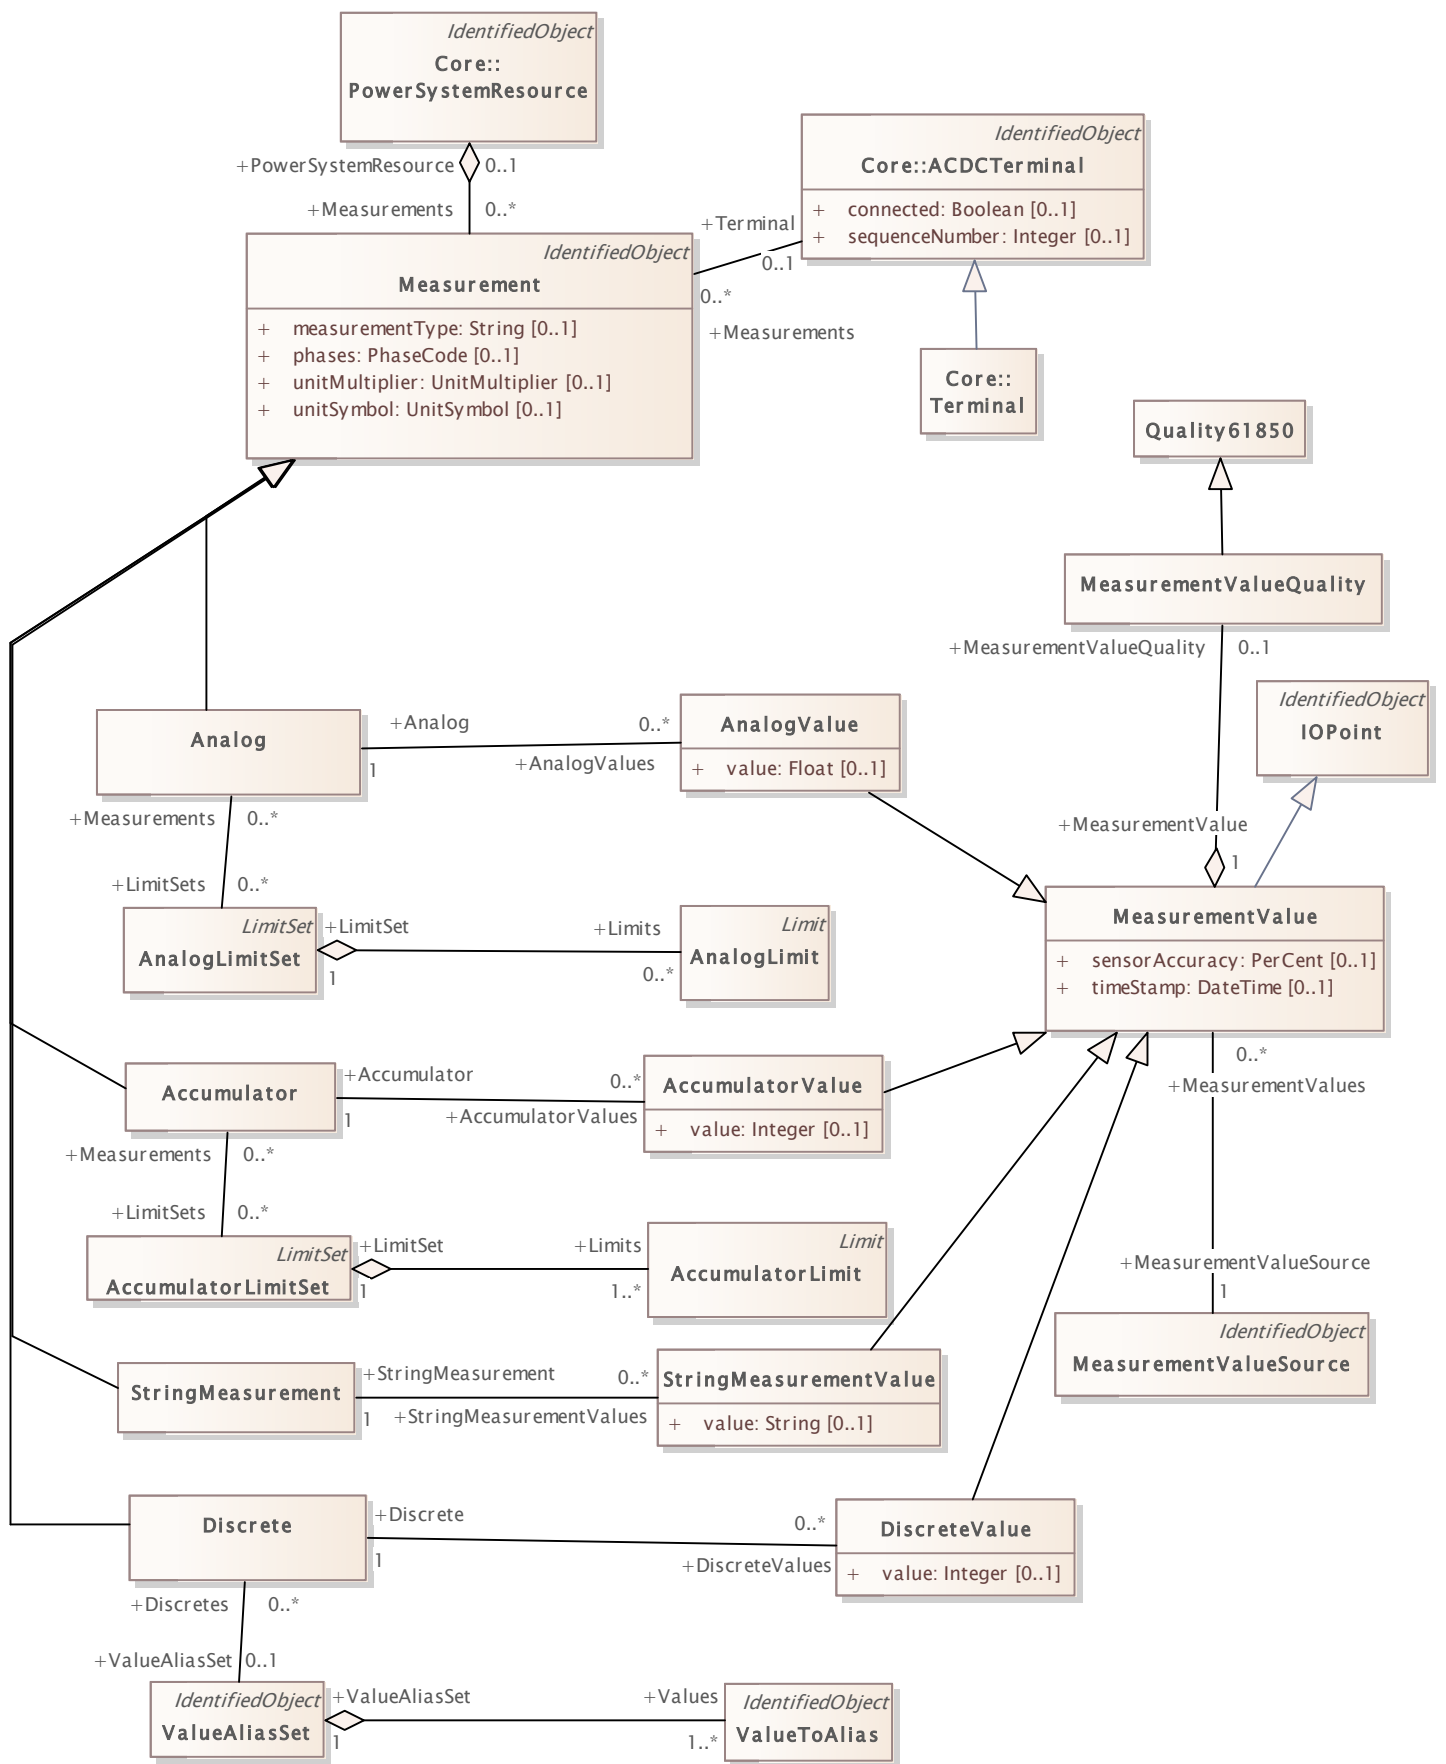 IdentifiedObject
Core::
PowerSystemResource
+PowerSystemResource
0..1
+Measurements
0..*
IdentifiedObject
Core::ACDCTerminal
+ connected: Boolean [0..1]
+ sequenceNumber: Integer [0..1]
+Terminal
0..1
0..*
+Measurements
IdentifiedObject
Measurement
+ measurementType: String [0..1]
+ phases: PhaseCode [0..1]
+ unitMultiplier: UnitMultiplier [0..1]
+ unitSymbol: UnitSymbol [0..1]
Core::
Terminal
Quality61850
MeasurementValueQuality
+MeasurementValueQuality
0..1
IdentifiedObject
IOPoint
Analog
+Analog
1
0..*
+AnalogValues
AnalogValue
+ value: Float [0..1]
+Measurements
0..*
+MeasurementValue
1
+LimitSets
0..*
LimitSet
AnalogLimitSet
+LimitSet
1
+Limits
0..*
Limit
AnalogLimit
MeasurementValue
+ sensorAccuracy: PerCent [0..1]
+ timeStamp: DateTime [0..1]
0..*
+MeasurementValues
Accumulator
+Accumulator
1
0..*
+AccumulatorValues
AccumulatorValue
+ value: Integer [0..1]
+Measurements
0..*
+LimitSets
0..*
LimitSet
AccumulatorLimitSet
+LimitSet
1
+Limits
1..*
Limit
AccumulatorLimit
+MeasurementValueSource
1
IdentifiedObject
MeasurementValueSource
StringMeasurement
+StringMeasurement
1
0..*
+StringMeasurementValues
StringMeasurementValue
+ value: String [0..1]
Discrete
+Discrete
1
0..*
+DiscreteValues
DiscreteValue
+ value: Integer [0..1]
+Discretes
0..*
+ValueAliasSet
0..1
IdentifiedObject
ValueAliasSet
+ValueAliasSet
1
+Values
1..*
IdentifiedObject
ValueToAlias